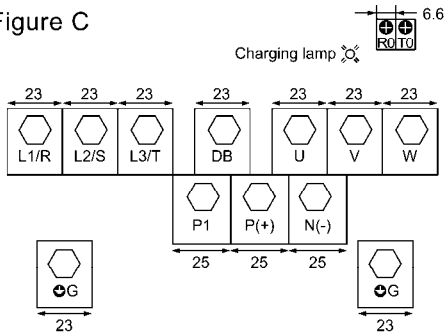 Figure C
6.6
R0 T0
Charging lamp
23 23 23 23 23 23 23
L1/R L2/S L3/T DB U V W
P1 P(+) N(-)
25 25 25
G G
23 23